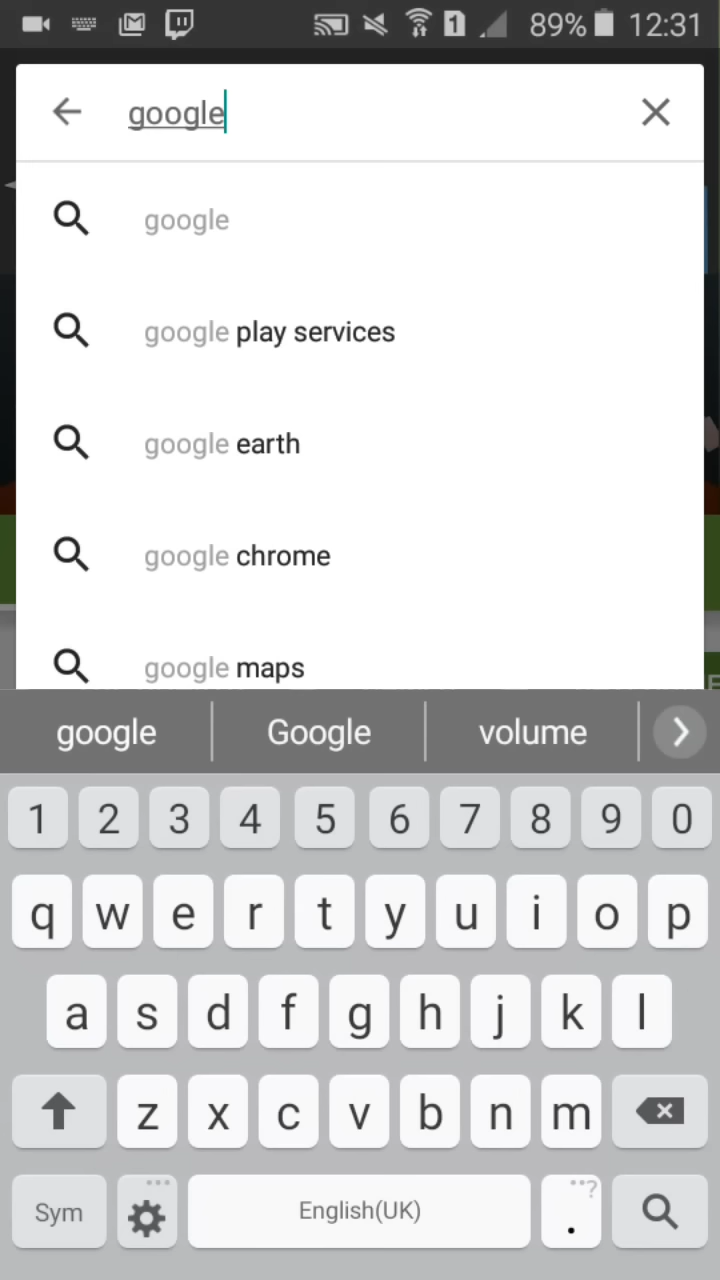 1 89% 12:31
google
google
google play services
google earth
google chrome
google maps
google Google volume
1 2 3 4 5 6 7 8 9 0
q w e r t y u i o p
a s d f g h j k l
z x c v b n m
Sym English(UK) . ?